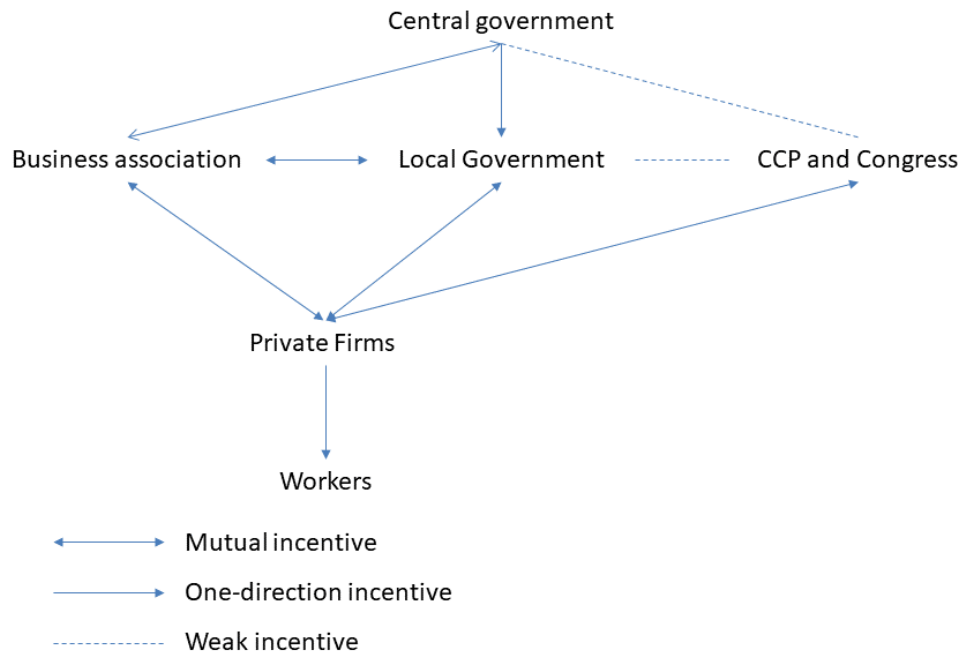 Central government
Business association
Local Government
CCP and Congress
Private Firms
Workers
Mutual incentive
One-direction incentive
Weak incentive